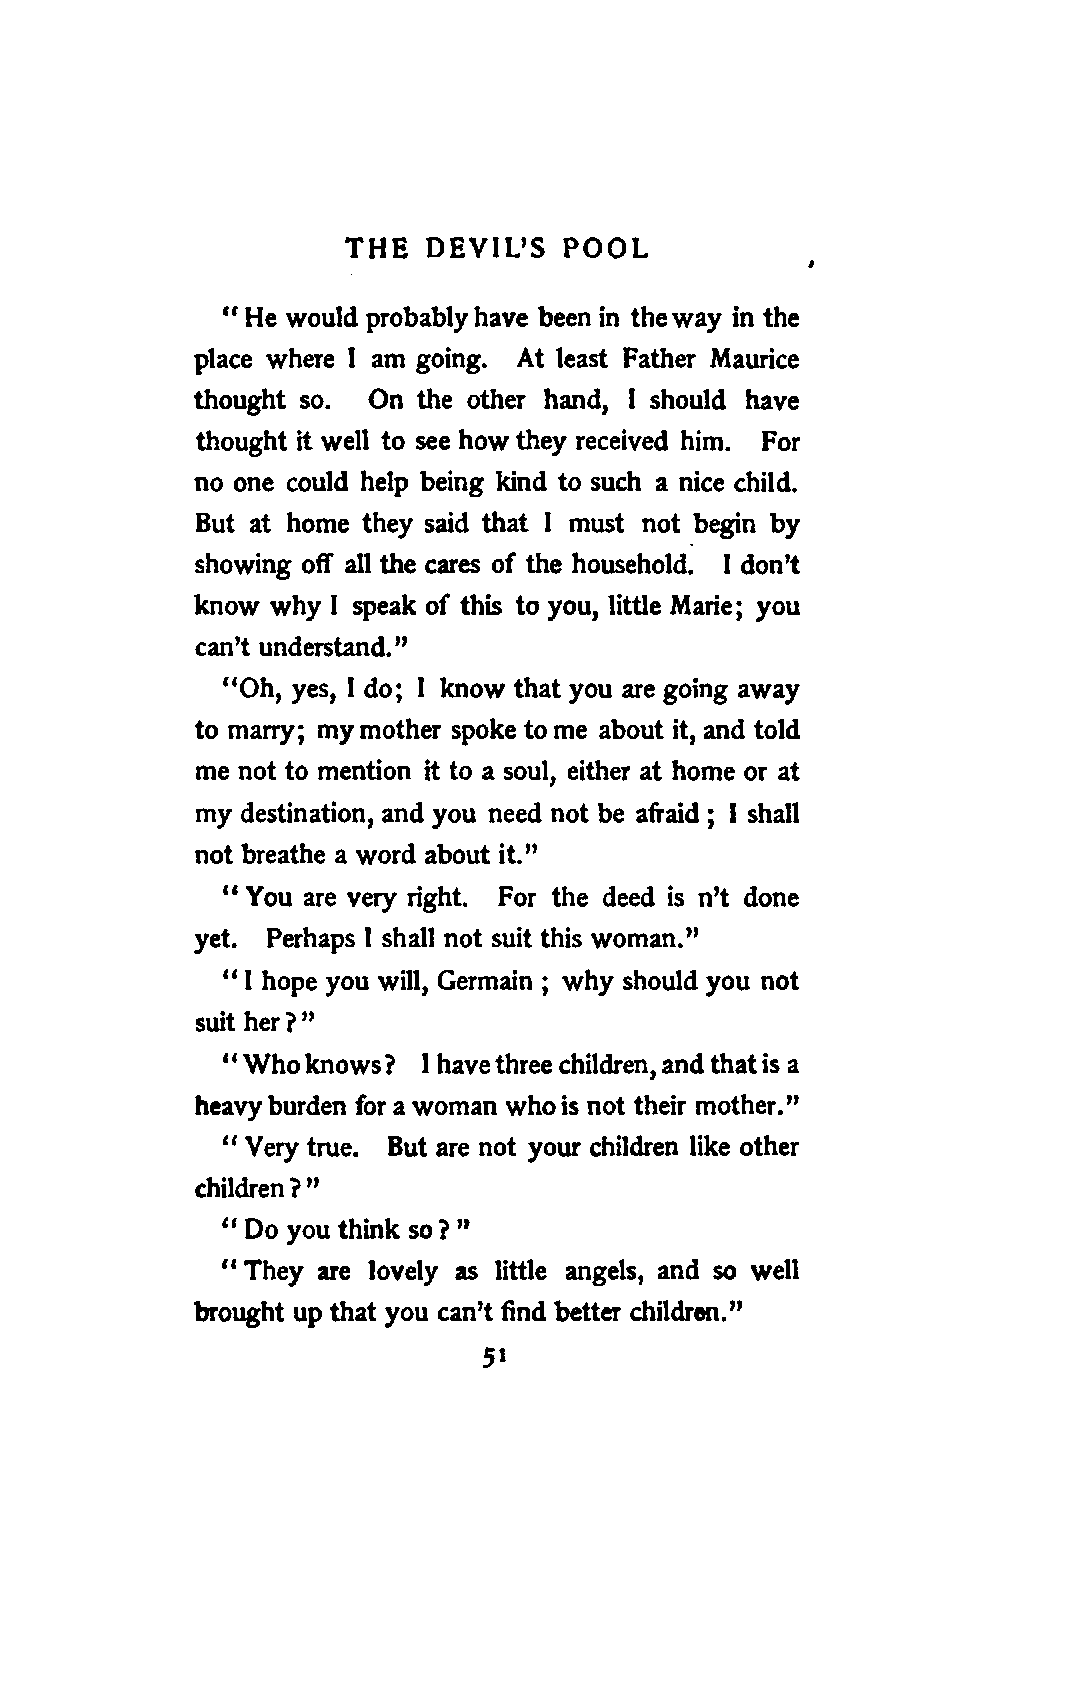 THE DEVIL'S POOL
"He would probably have been in the way in the
place where I am going. At least Father Maurice
thought so. On the other hand, I should have
thought it well to see how they received him. For
no one could help being kind to such a nice child.
But at home they said that I must not begin by
showing off all the cares of the household. I don't
know why I speak of this to you, little Marie; you
can't understand."
"Oh, yes, I do; I know that you are going away
to marry; my mother spoke to me about it, and told
me not to mention it to a soul, either at home or at
my destination, and you need not be afraid; I shall
not breathe a word about it."
"You are very right. For the deed is n't done
yet. Perhaps I shall not suit this woman."
"I hope you will, Germain; why should you not
suit her?"
"Who knows? I have three children, and that is a
heavy burden for a woman who is not their mother."
"Very true. But are not your children like other
children?"
"Do you think so?"
"They are lovely as little angels, and so well
brought up that you can't find better children."
51